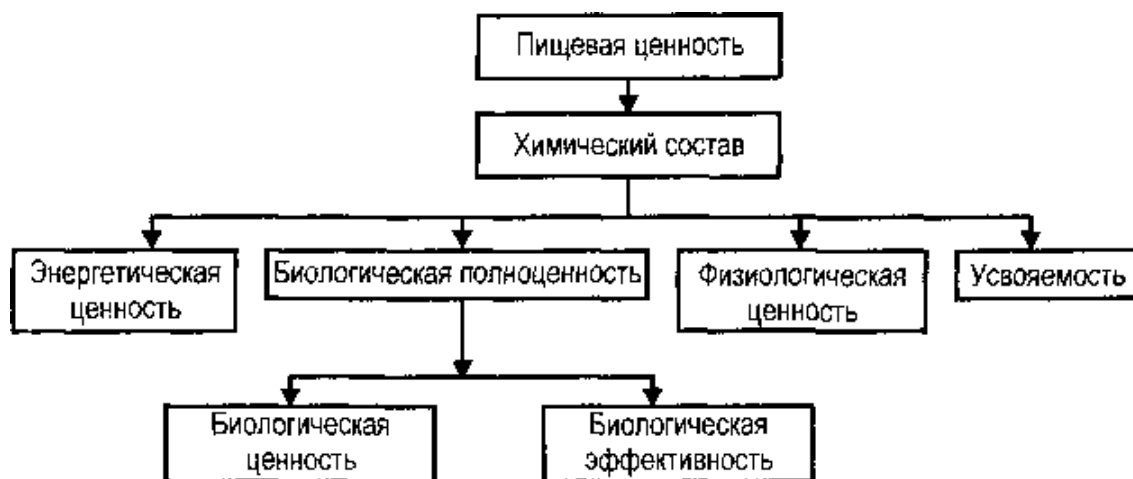 Пищевая ценность
Химический состав
Энергетическая
ценность
Биологическая полноценность
Физиологическая
ценность
Усвояемость
Биологическая
ценность
Биологическая
эффективность